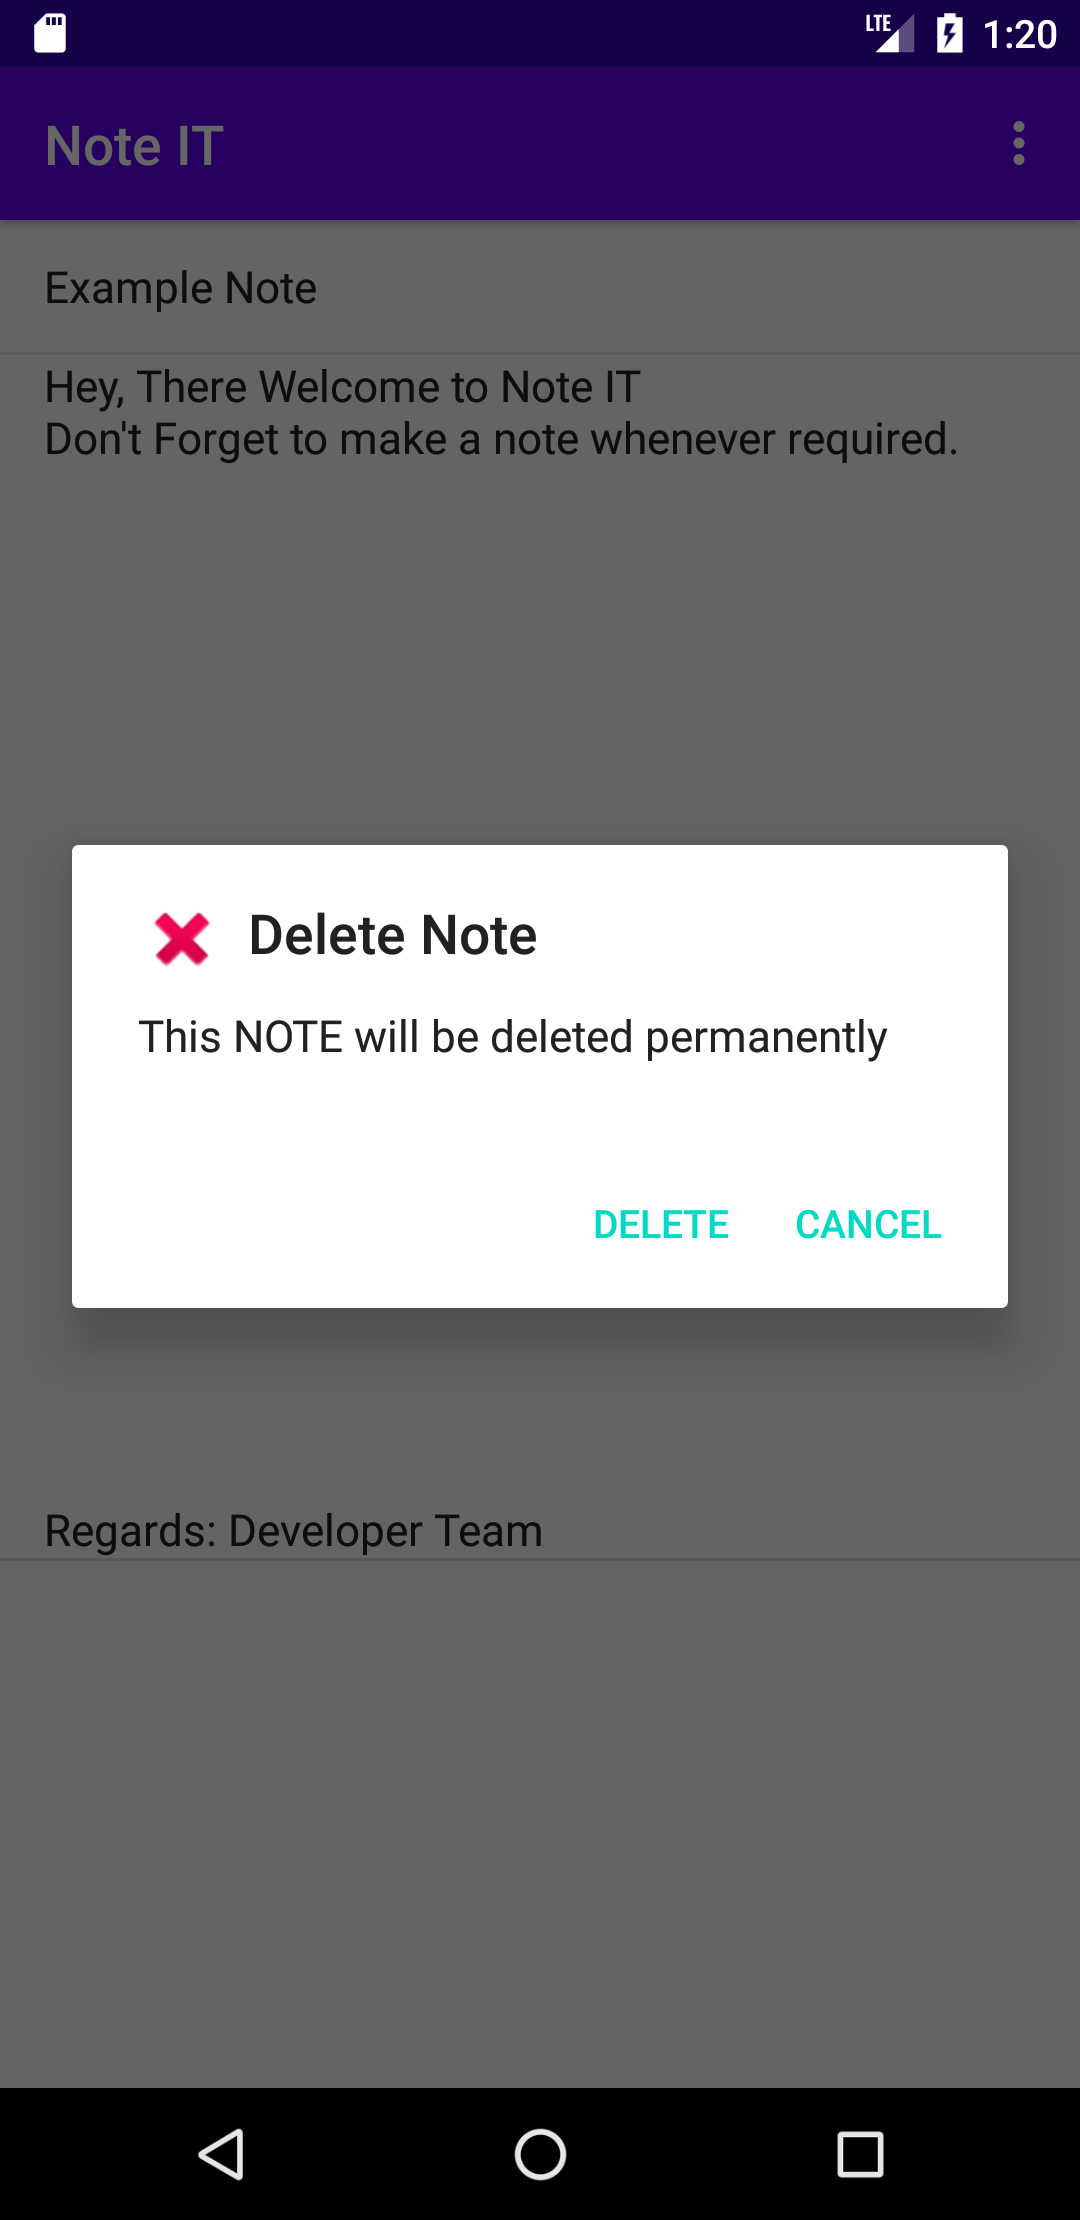 LTE 1:20
Note IT
Example Note
Hey, There Welcome to Note IT
Don't Forget to make a note whenever required.
Delete Note
This NOTE will be deleted permanently
DELETE CANCEL
Regards: Developer Team